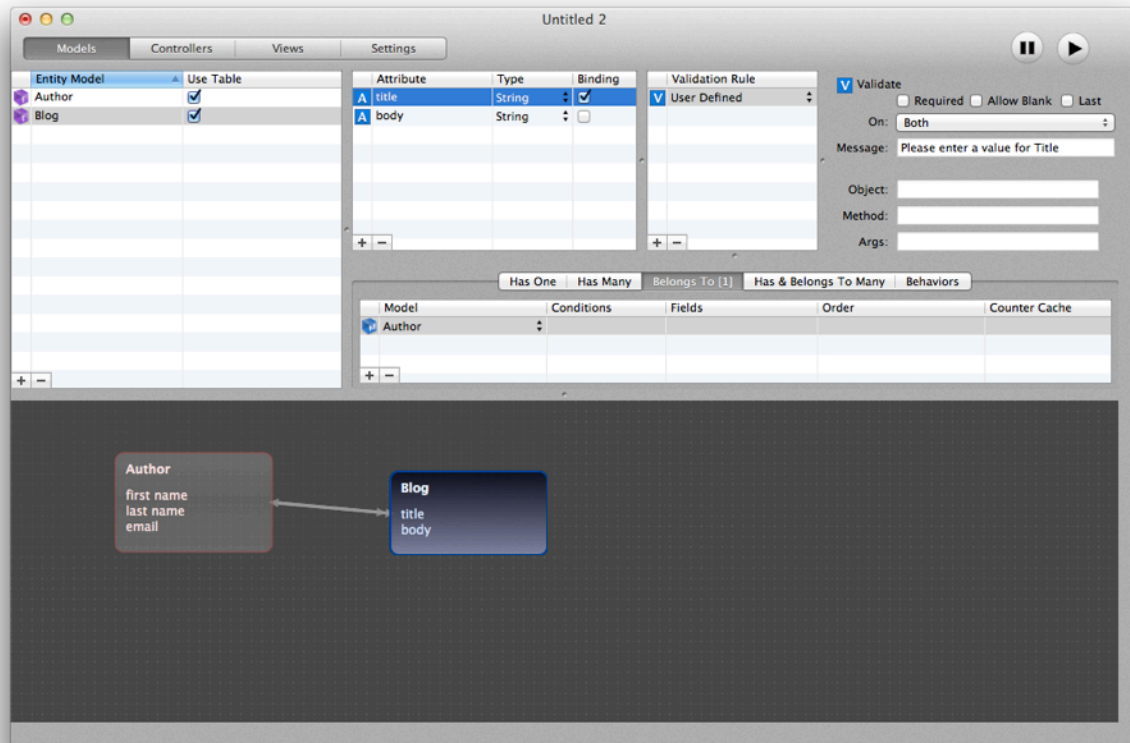 Untitled 2
Models Controllers Views Settings
Entity Model Use Table
Author
Blog
Attribute Type Binding
A title String
A body String
Validation Rule
V User Defined
V Validate
Required Allow Blank Last
On: Both
Message: Please enter a value for Title
Object:
Method:
Args:
+ −
+ −
Has One Has Many Belongs To [1] Has & Belongs To Many Behaviors
Model Conditions Fields Order Counter Cache
Author
+ −
+ −
Author
first name
last name
email
Blog
title
body